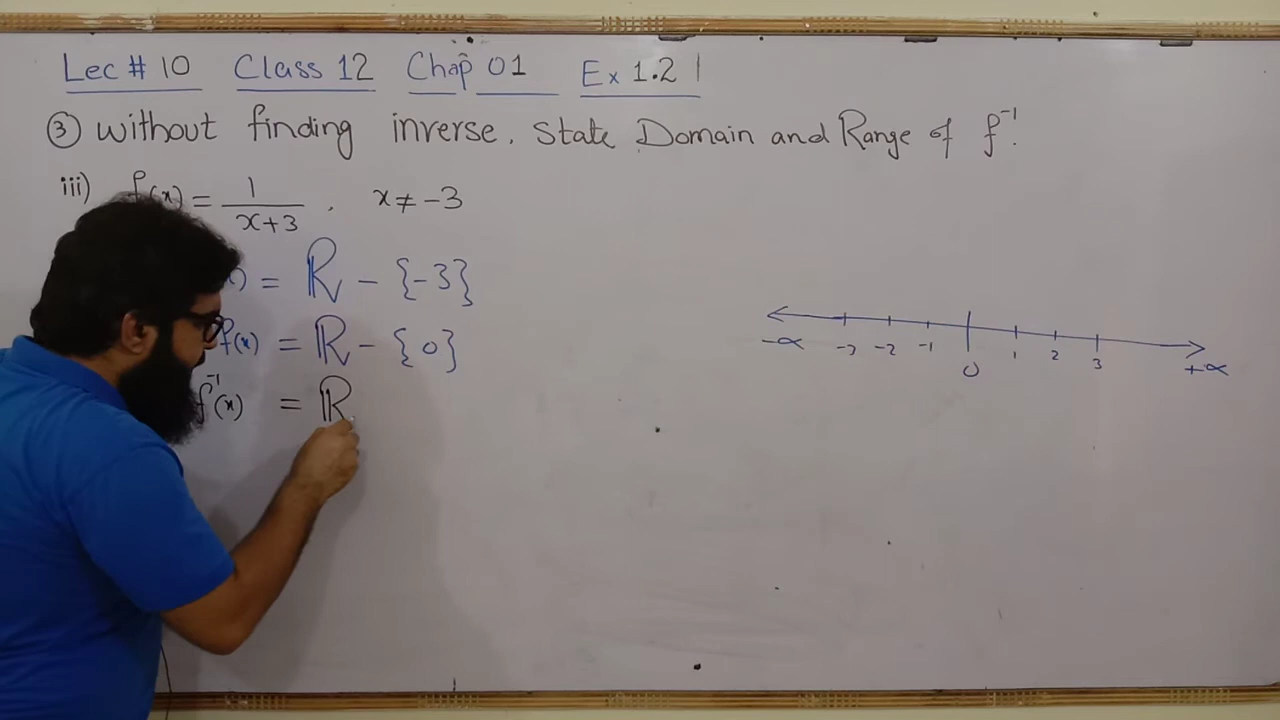 Lec # 10 Class 12 Chap 01 Ex 1.2
③ without finding inverse. State Domain and Range of f⁻¹.
iii) f(x) = 1/(x+3) , x ≠ -3
= ℝ - {-3}
f(x) = ℝ - {0}
f⁻¹(x) = ℝ
-∝ -2 -1 0 1 2 3 +∝